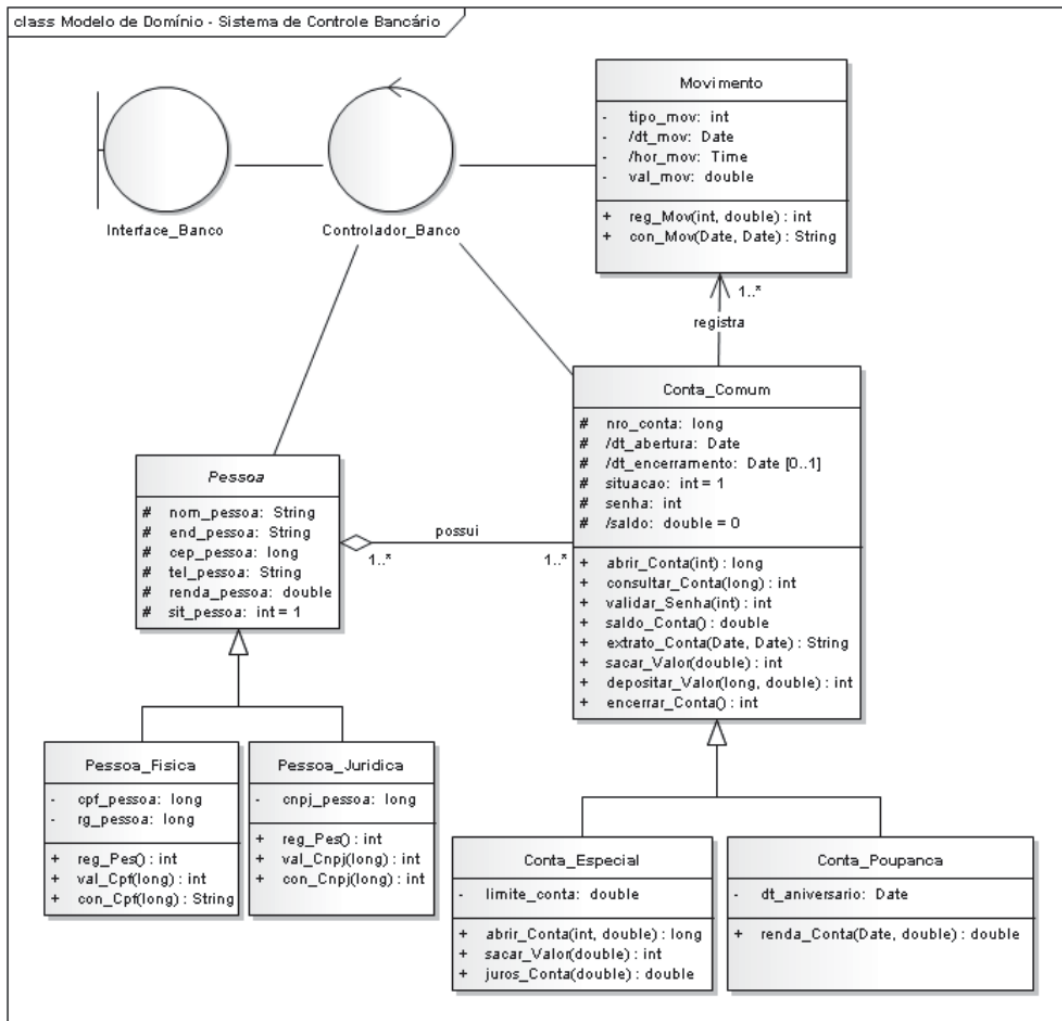 class Modelo de Domínio - Sistema de Controle Bancário
Interface_Banco
Controlador_Banco
Movimento
- tipo_mov: int
- /dt_mov: Date
- /hor_mov: Time
- val_mov: double
+ reg_Mov(int, double) : int
+ con_Mov(Date, Date) : String
1..*
registra
Conta_Comum
# nro_conta: long
# /dt_abertura: Date
# /dt_encerramento: Date [0..1]
# situacao: int = 1
# senha: int
# /saldo: double = 0
+ abrir_Conta(int) : long
+ consultar_Conta(long) : int
+ validar_Senha(int) : int
+ saldo_Conta() : double
+ extrato_Conta(Date, Date) : String
+ sacar_Valor(double) : int
+ depositar_Valor(long, double) : int
+ encerrar_Conta() : int
Pessoa
# nom_pessoa: String
# end_pessoa: String
# cep_pessoa: long
# tel_pessoa: String
# renda_pessoa: double
# sit_pessoa: int = 1
possui
1..*
1..*
Pessoa_Fisica
- cpf_pessoa: long
- rg_pessoa: long
+ reg_Pes() : int
+ val_Cpf(long) : int
+ con_Cpf(long) : String
Pessoa_Juridica
- cnpj_pessoa: long
+ reg_Pes() : int
+ val_Cnpj(long) : int
+ con_Cnpj(long) : int
Conta_Especial
- limite_conta: double
+ abrir_Conta(int, double) : long
+ sacar_Valor(double) : int
+ juros_Conta(double) : double
Conta_Poupanca
- dt_aniversario: Date
+ renda_Conta(Date, double) : double